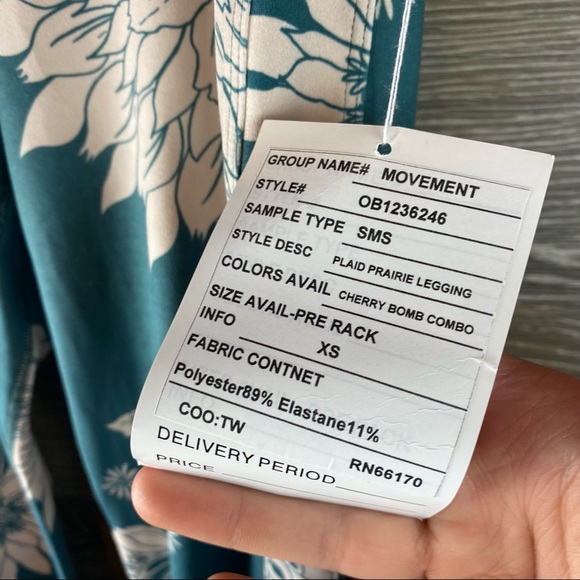 GROUP NAME# MOVEMENT
STYLE# OB1236246
SAMPLE TYPE SMS
STYLE DESC PLAID PRAIRIE LEGGING
COLORS AVAIL CHERRY BOMB COMBO
SIZE AVAIL-PRE RACK
INFO XS
FABRIC CONTNET
Polyester89% Elastane11%
COO:TW
DELIVERY PERIOD RN66170
PRICE